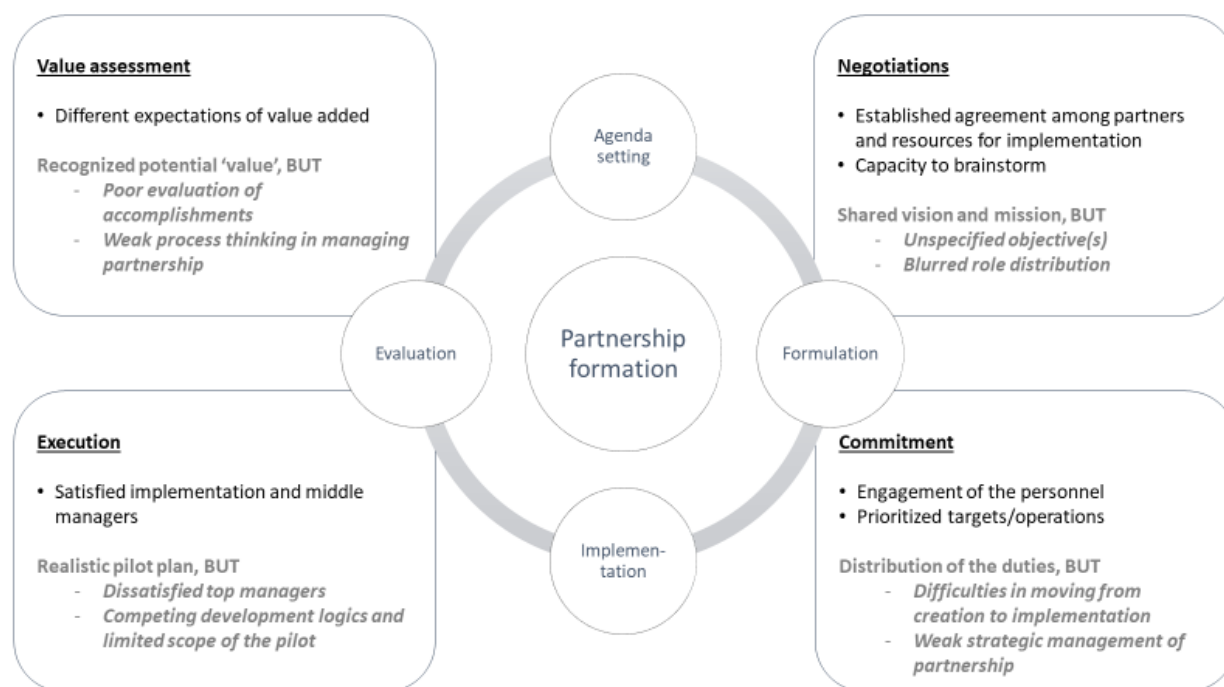 Value assessment
• Different expectations of value added
Recognized potential ‘value’, BUT
- Poor evaluation of
accomplishments
- Weak process thinking in managing
partnership
Negotiations
• Established agreement among partners
and resources for implementation
• Capacity to brainstorm
Shared vision and mission, BUT
- Unspecified objective(s)
- Blurred role distribution
Agenda
setting
Evaluation
Partnership
formation
Formulation
Implemen-
tation
Execution
• Satisfied implementation and middle
managers
Realistic pilot plan, BUT
- Dissatisfied top managers
- Competing development logics and
limited scope of the pilot
Commitment
• Engagement of the personnel
• Prioritized targets/operations
Distribution of the duties, BUT
- Difficulties in moving from
creation to implementation
- Weak strategic management of
partnership